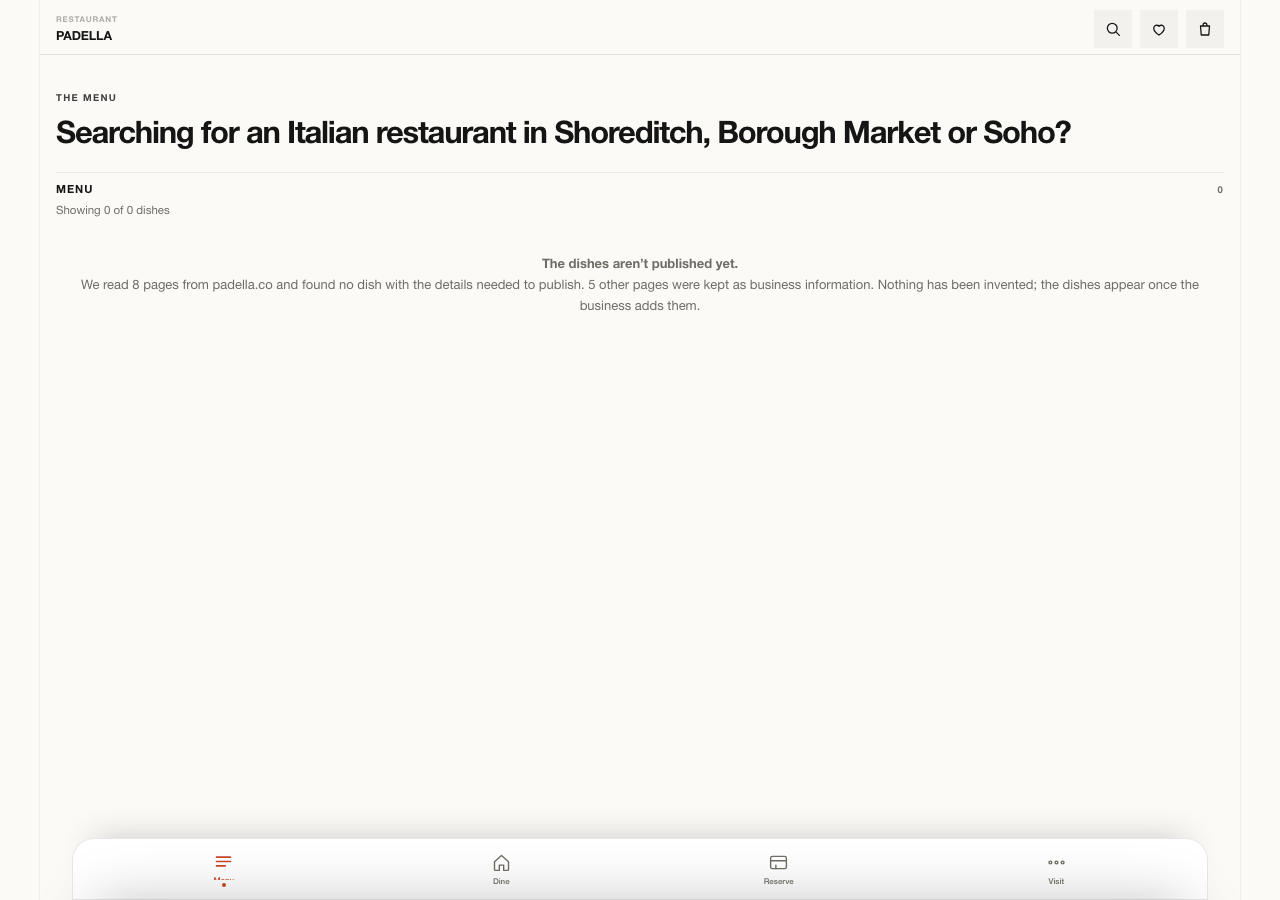 RESTAURANT
PADELLA
THE MENU
Searching for an Italian restaurant in Shoreditch, Borough Market or Soho?
MENU
0
Showing 0 of 0 dishes
The dishes aren’t published yet.
We read 8 pages from padella.co and found no dish with the details needed to publish. 5 other pages were kept as business information. Nothing has been invented; the dishes appear once the
business adds them.
Menu
Dine
Reserve
Visit